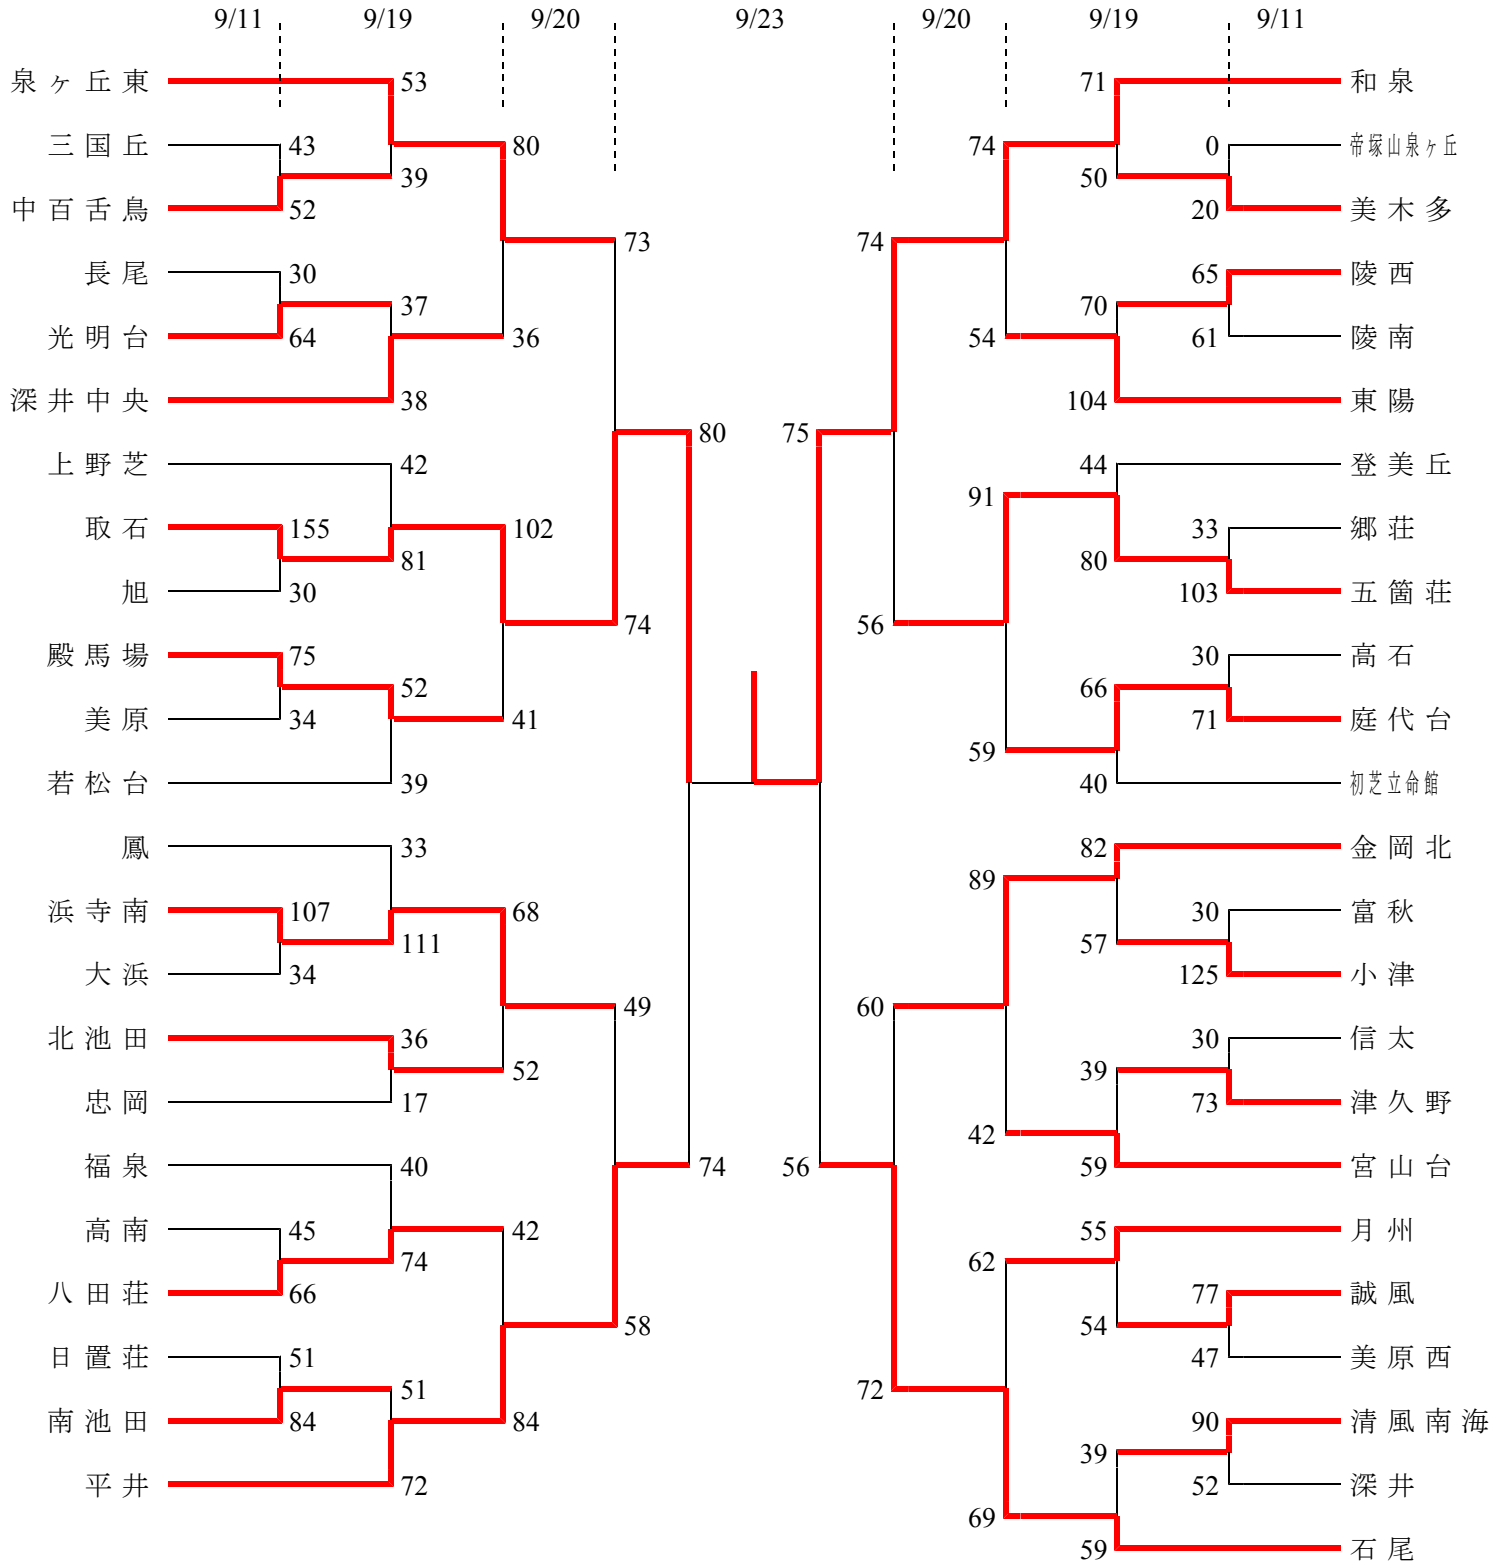 9/11 9/19 9/20 9/23 9/20 9/19 9/11
泉ヶ丘東 53 71 和泉
三国丘 43 80 74 0 帝塚山泉ヶ丘
39 50
中百舌鳥 52 20 美木多
73 74
長尾 30 65 陵西
37 70
光明台 64 36 54 61 陵南
深井中央 38 104 東陽
80 75
上野芝 42 44 登美丘
91
取石 155 102 33 郷荘
81 80
旭 30 103 五箇荘
74 56
殿馬場 75 30 高石
52 66
美原 34 41 71 庭代台
59
若松台 39 40 初芝立命館
鳳 33 82 金岡北
89
浜寺南 107 68 30 富秋
111 57
大浜 34 125 小津
49 60
北池田 36 30 信太
52 39
忠岡 17 73 津久野
42
福泉 40 74 56 59 宮山台
高南 45 42 55 月州
74 62
八田荘 66 77 誠風
58 54
日置荘 51 47 美原西
51 72
南池田 84 84 90 清風南海
39
平井 72 52 深井
69
59 石尾